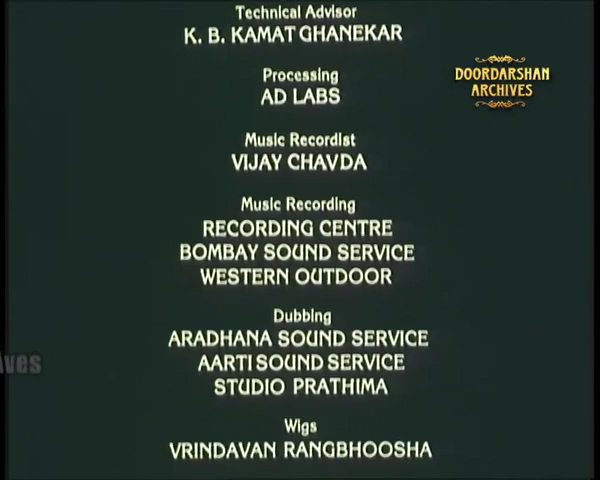 Technical Advisor
K. B. KAMAT GHANEKAR
Processing
AD LABS
DOORDARSHAN
ARCHIVES
Music Recordist
VIJAY CHAVDA
Music Recording
RECORDING CENTRE
BOMBAY SOUND SERVICE
WESTERN OUTDOOR
Dubbing
ARADHANA SOUND SERVICE
AARTI SOUND SERVICE
STUDIO PRATHIMA
Wigs
VRINDAVAN RANGBHOOSHA